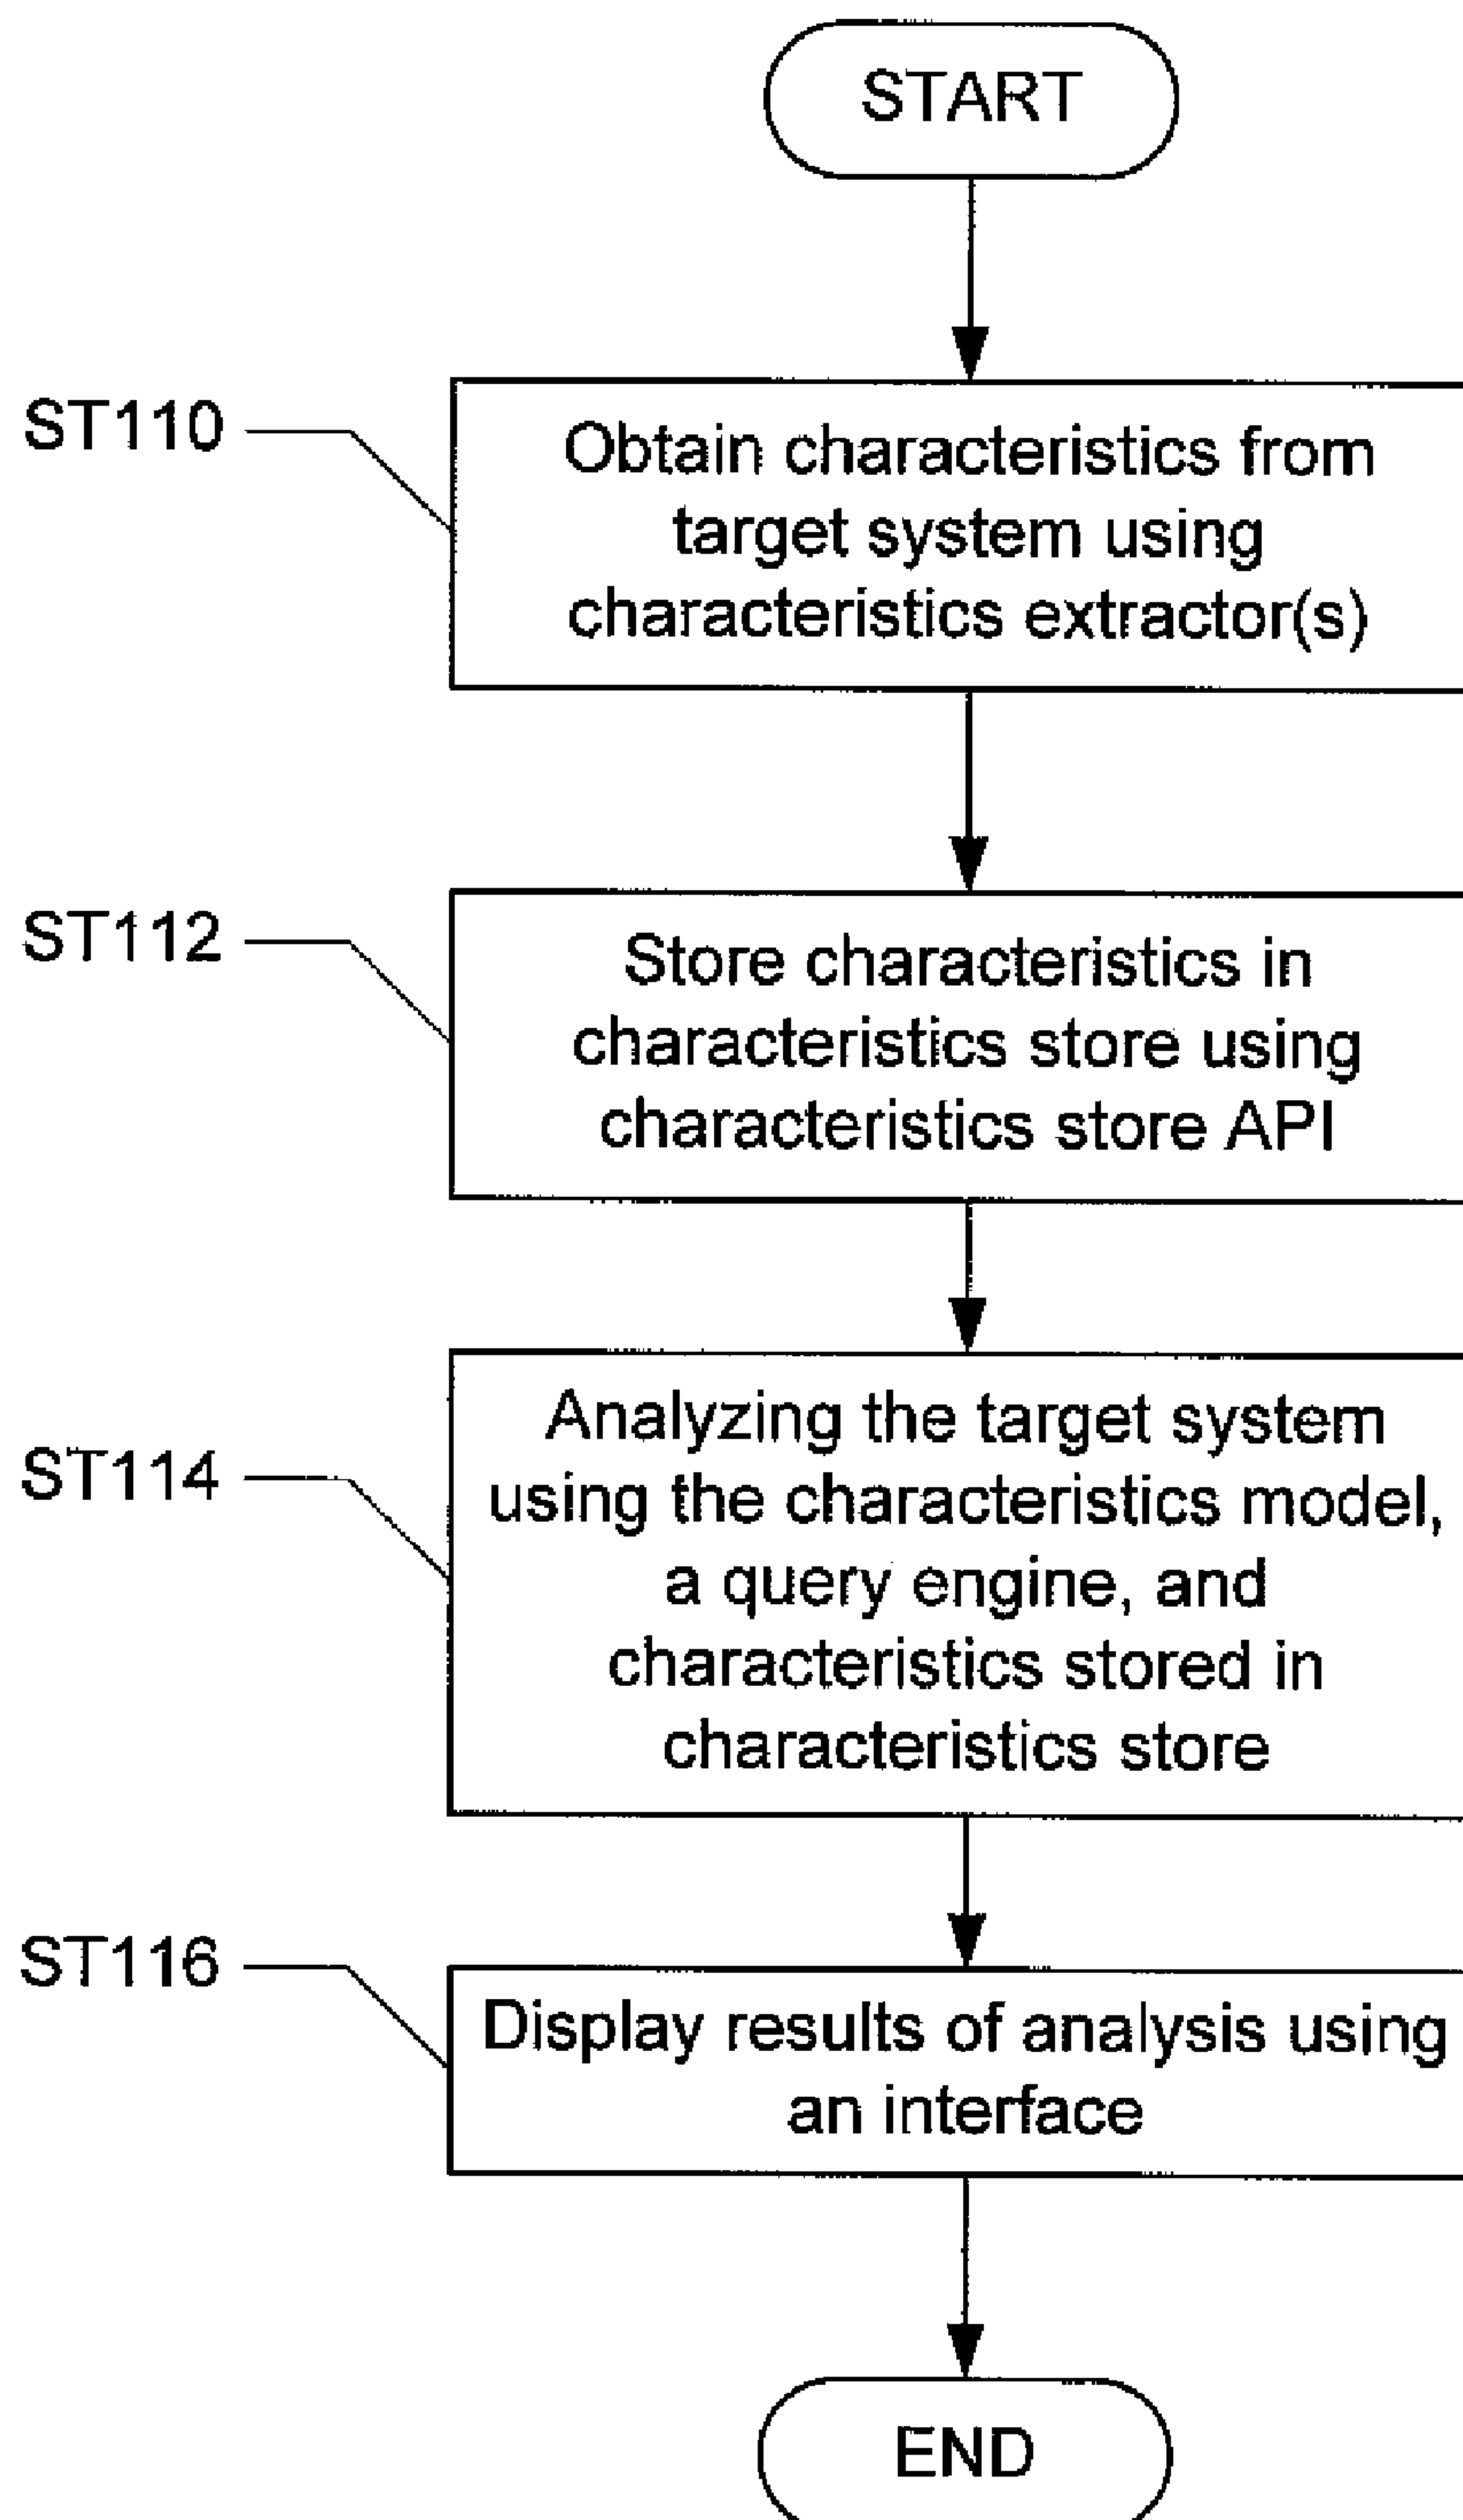 START
ST110
Obtain characteristics from
target system using
characteristics extractor(s)
ST112
Store characteristics in
characteristics store using
characteristics store API
ST114
Analyzing the target system
using the characteristics model,
a query engine, and
characteristics stored in
characteristics store
ST116
Display results of analysis using
an interface
END